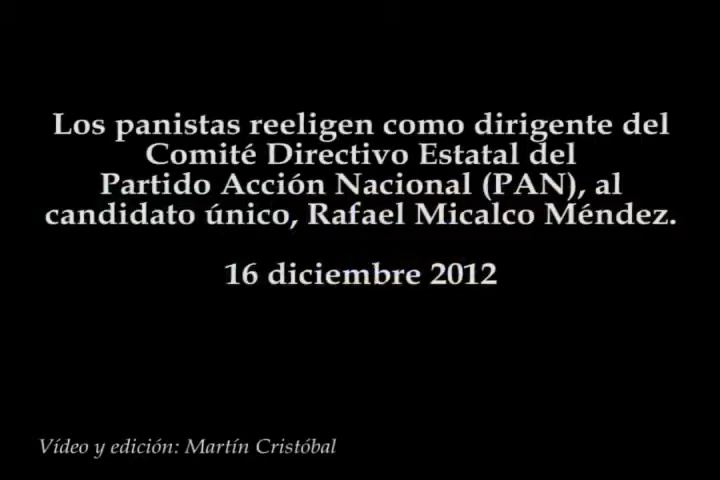 Los panistas reeligen como dirigente del
Comité Directivo Estatal del
Partido Acción Nacional (PAN), al
candidato único, Rafael Micalco Méndez.
16 diciembre 2012
Vídeo y edición: Martín Cristóbal